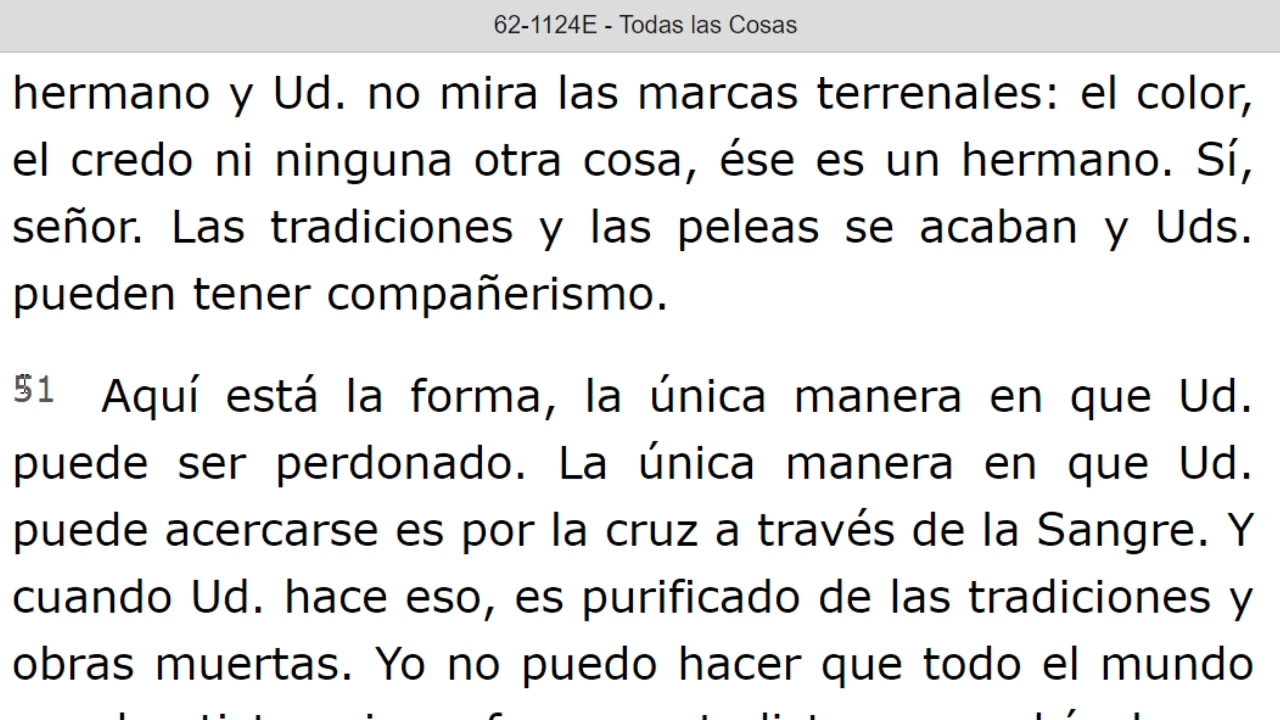 62-1124E - Todas las Cosas
hermano y Ud. no mira las marcas terrenales: el color,
el credo ni ninguna otra cosa, ése es un hermano. Sí,
señor. Las tradiciones y las peleas se acaban y Uds.
pueden tener compañerismo.
51 Aquí está la forma, la única manera en que Ud.
puede ser perdonado. La única manera en que Ud.
puede acercarse es por la cruz a través de la Sangre. Y
cuando Ud. hace eso, es purificado de las tradiciones y
obras muertas. Yo no puedo hacer que todo el mundo